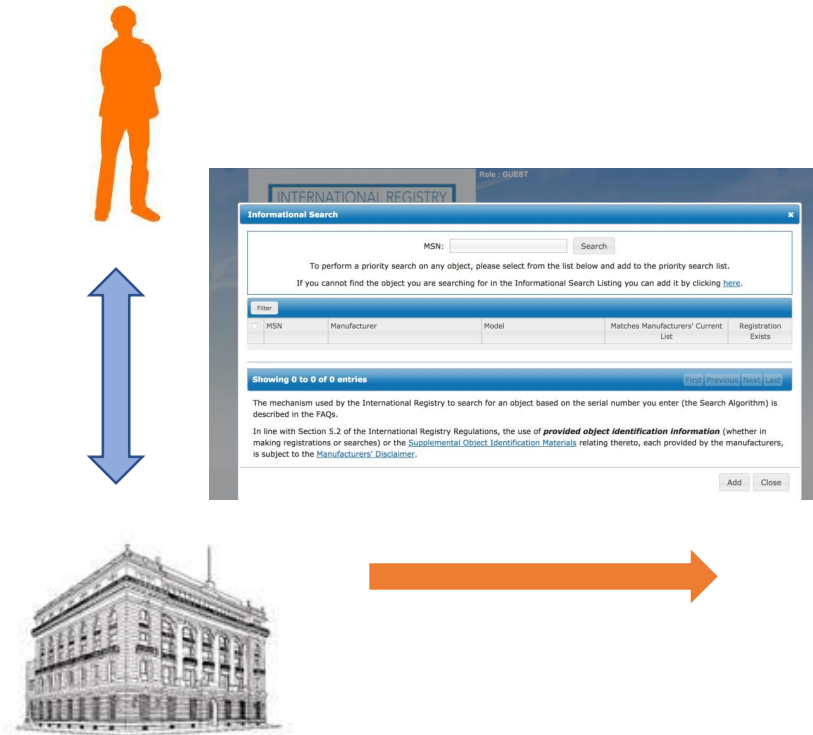 Role : GUEST
INTERNATIONAL REGISTRY
Informational Search x
MSN: Search
To perform a priority search on any object, please select from the list below and add to the priority search list.
If you cannot find the object you are searching for in the Informational Search Listing you can add it by clicking here.
Filter
MSN Manufacturer Model Matches Manufacturers' Current List Registration Exists
Showing 0 to 0 of 0 entries First Previous Next Last
The mechanism used by the International Registry to search for an object based on the serial number you enter (the Search Algorithm) is
described in the FAQs.
In line with Section 5.2 of the International Registry Regulations, the use of provided object identification information (whether in
making registrations or searches) or the Supplemental Object Identification Materials relating thereto, each provided by the manufacturers,
is subject to the Manufacturers' Disclaimer.
Add Close